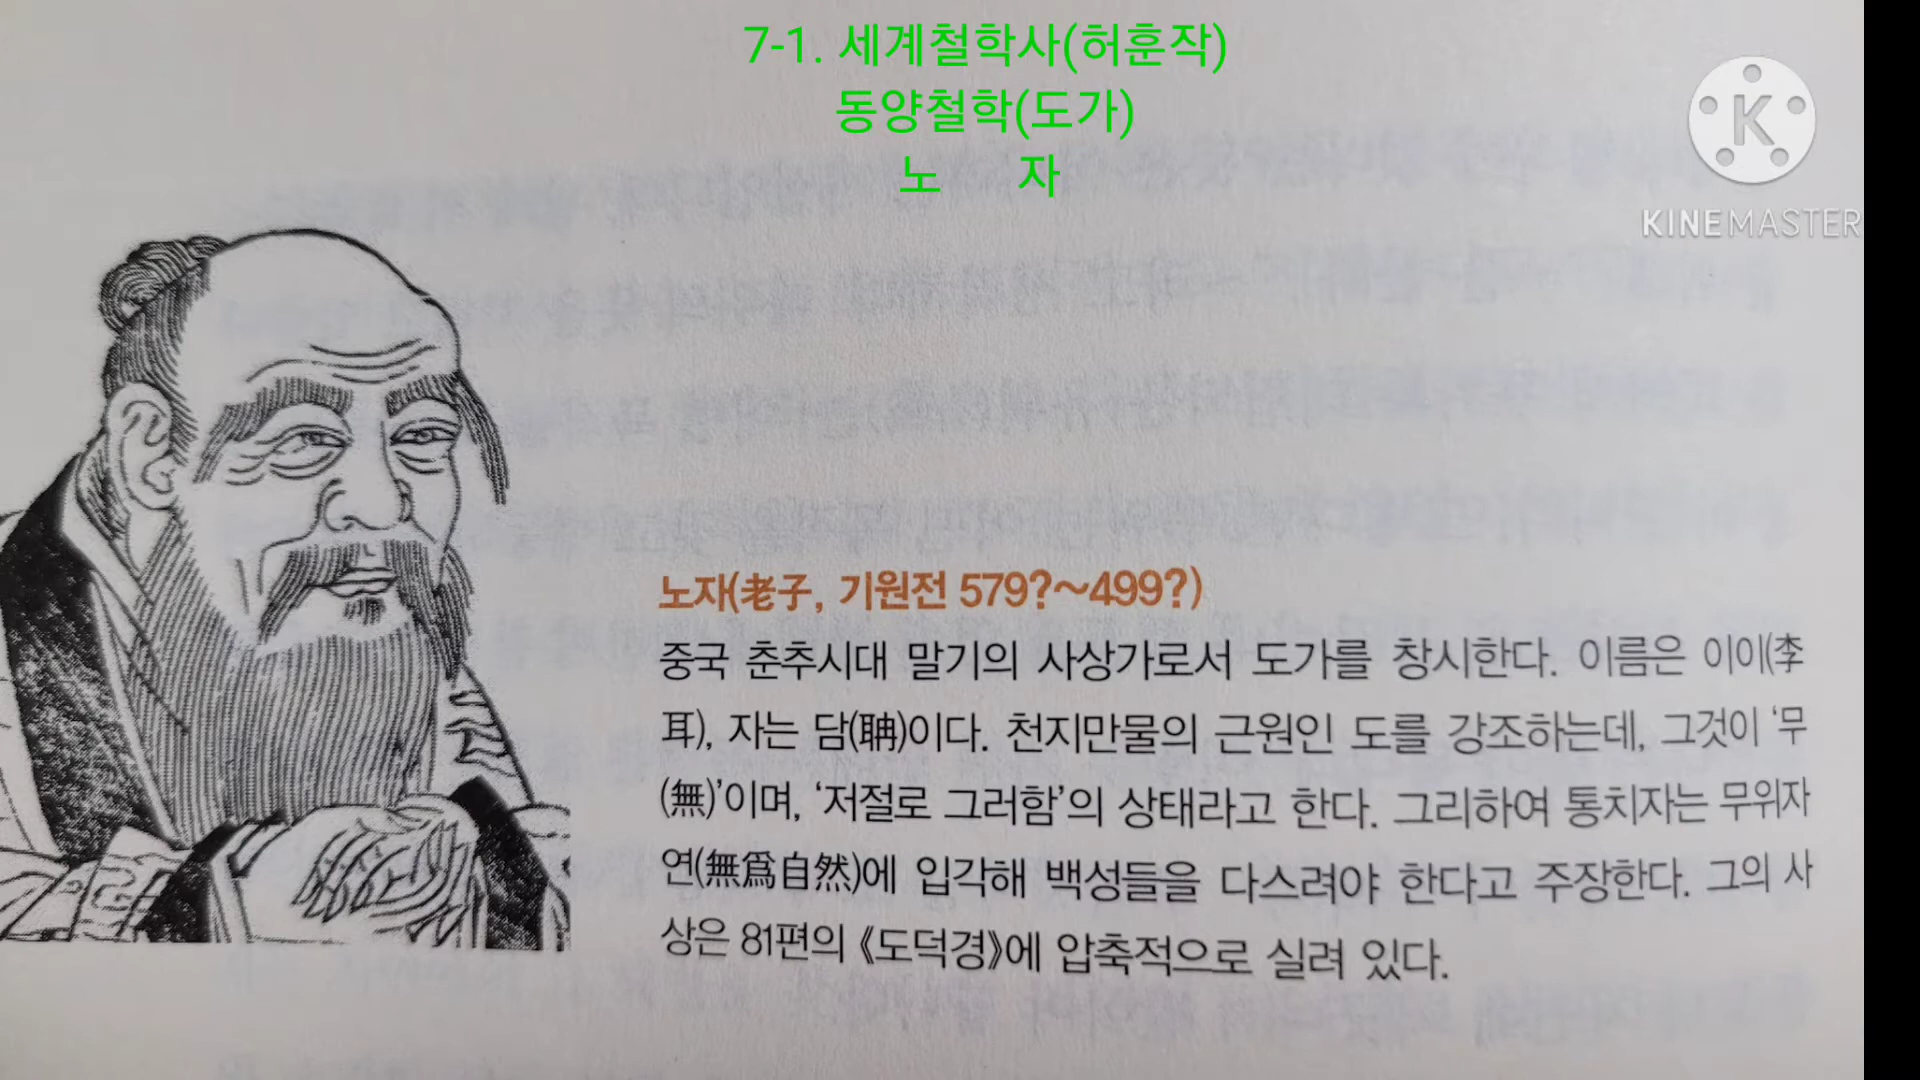 7-1. 세계철학사(허훈작)
동양철학(도가)
노 자
K
KINEMASTER
노자(老子, 기원전 579?~499?)
중국 춘추시대 말기의 사상가로서 도가를 창시한다. 이름은 이이(李
耳), 자는 담(聃)이다. 천지만물의 근원인 도를 강조하는데, 그것이 '무
(無)'이며, '저절로 그러함'의 상태라고 한다. 그리하여 통치자는 무위자
연(無爲自然)에 입각해 백성들을 다스려야 한다고 주장한다. 그의 사
상은 81편의 《도덕경》에 압축적으로 실려 있다.